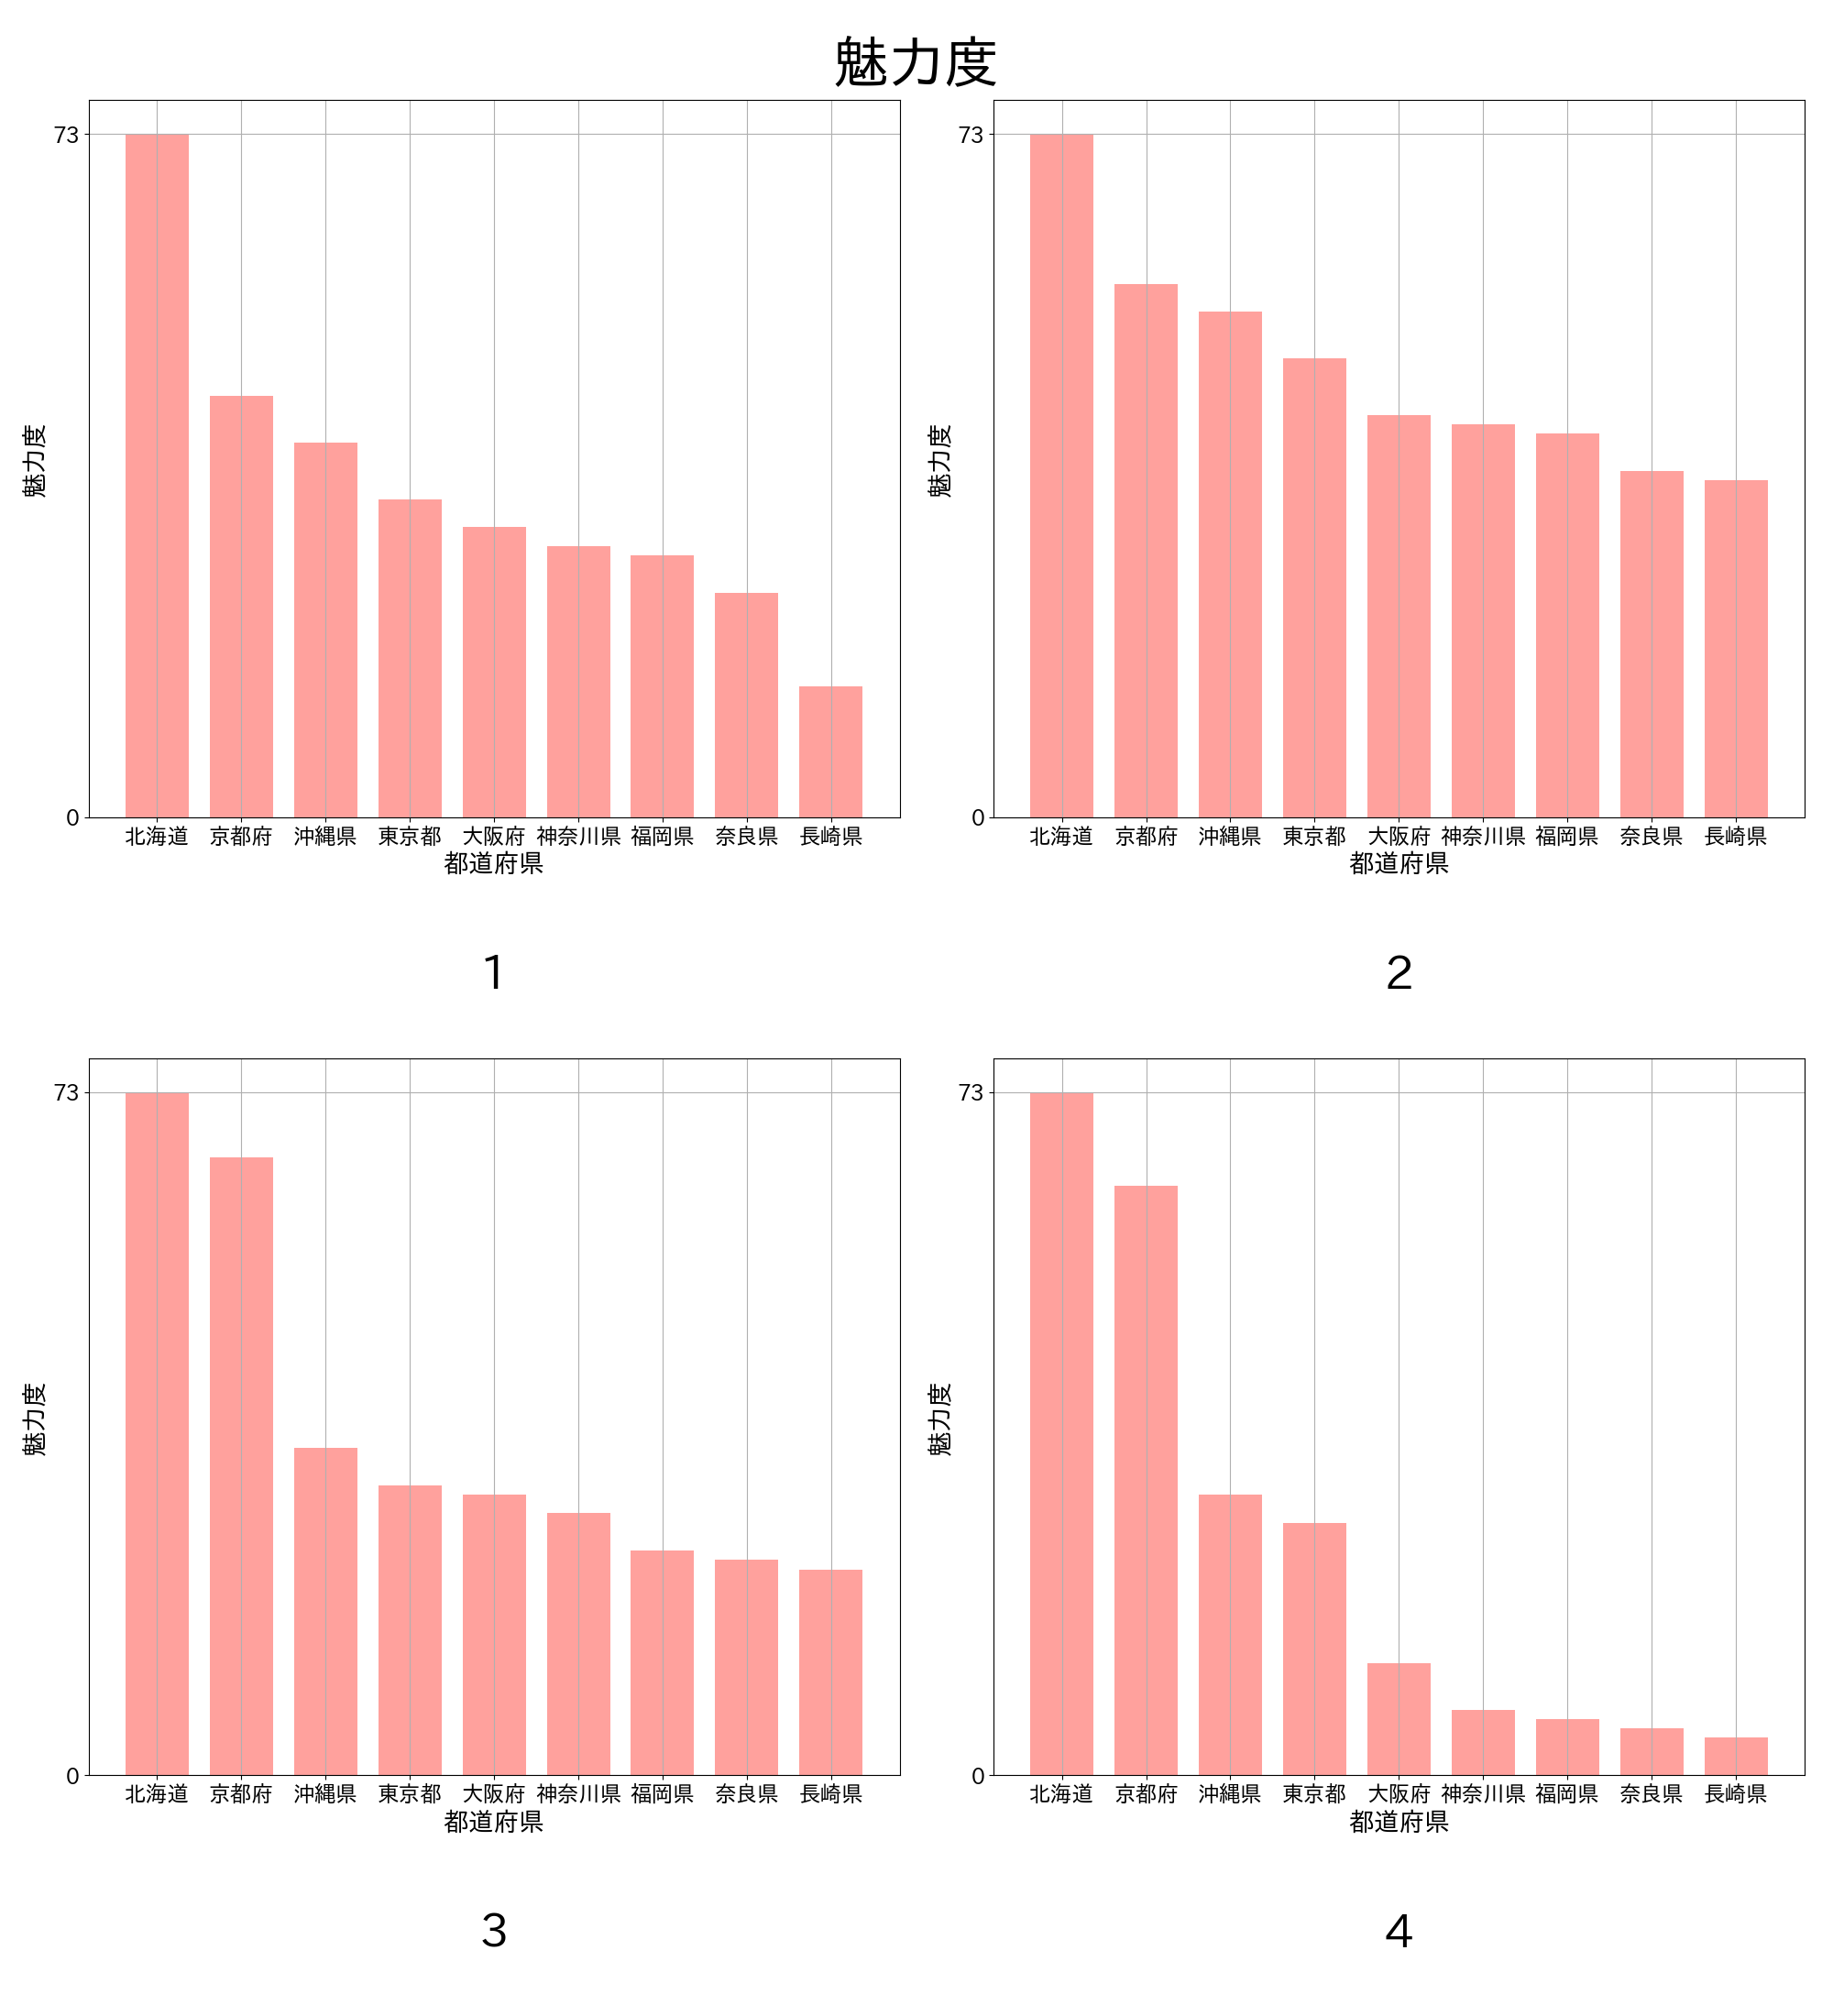 魅力度
73
0
魅力度
北海道 京都府 沖縄県 東京都 大阪府 神奈川県 福岡県 奈良県 長崎県
都道府県
1
73
0
魅力度
北海道 京都府 沖縄県 東京都 大阪府 神奈川県 福岡県 奈良県 長崎県
都道府県
2
73
0
魅力度
北海道 京都府 沖縄県 東京都 大阪府 神奈川県 福岡県 奈良県 長崎県
都道府県
3
73
0
魅力度
北海道 京都府 沖縄県 東京都 大阪府 神奈川県 福岡県 奈良県 長崎県
都道府県
4